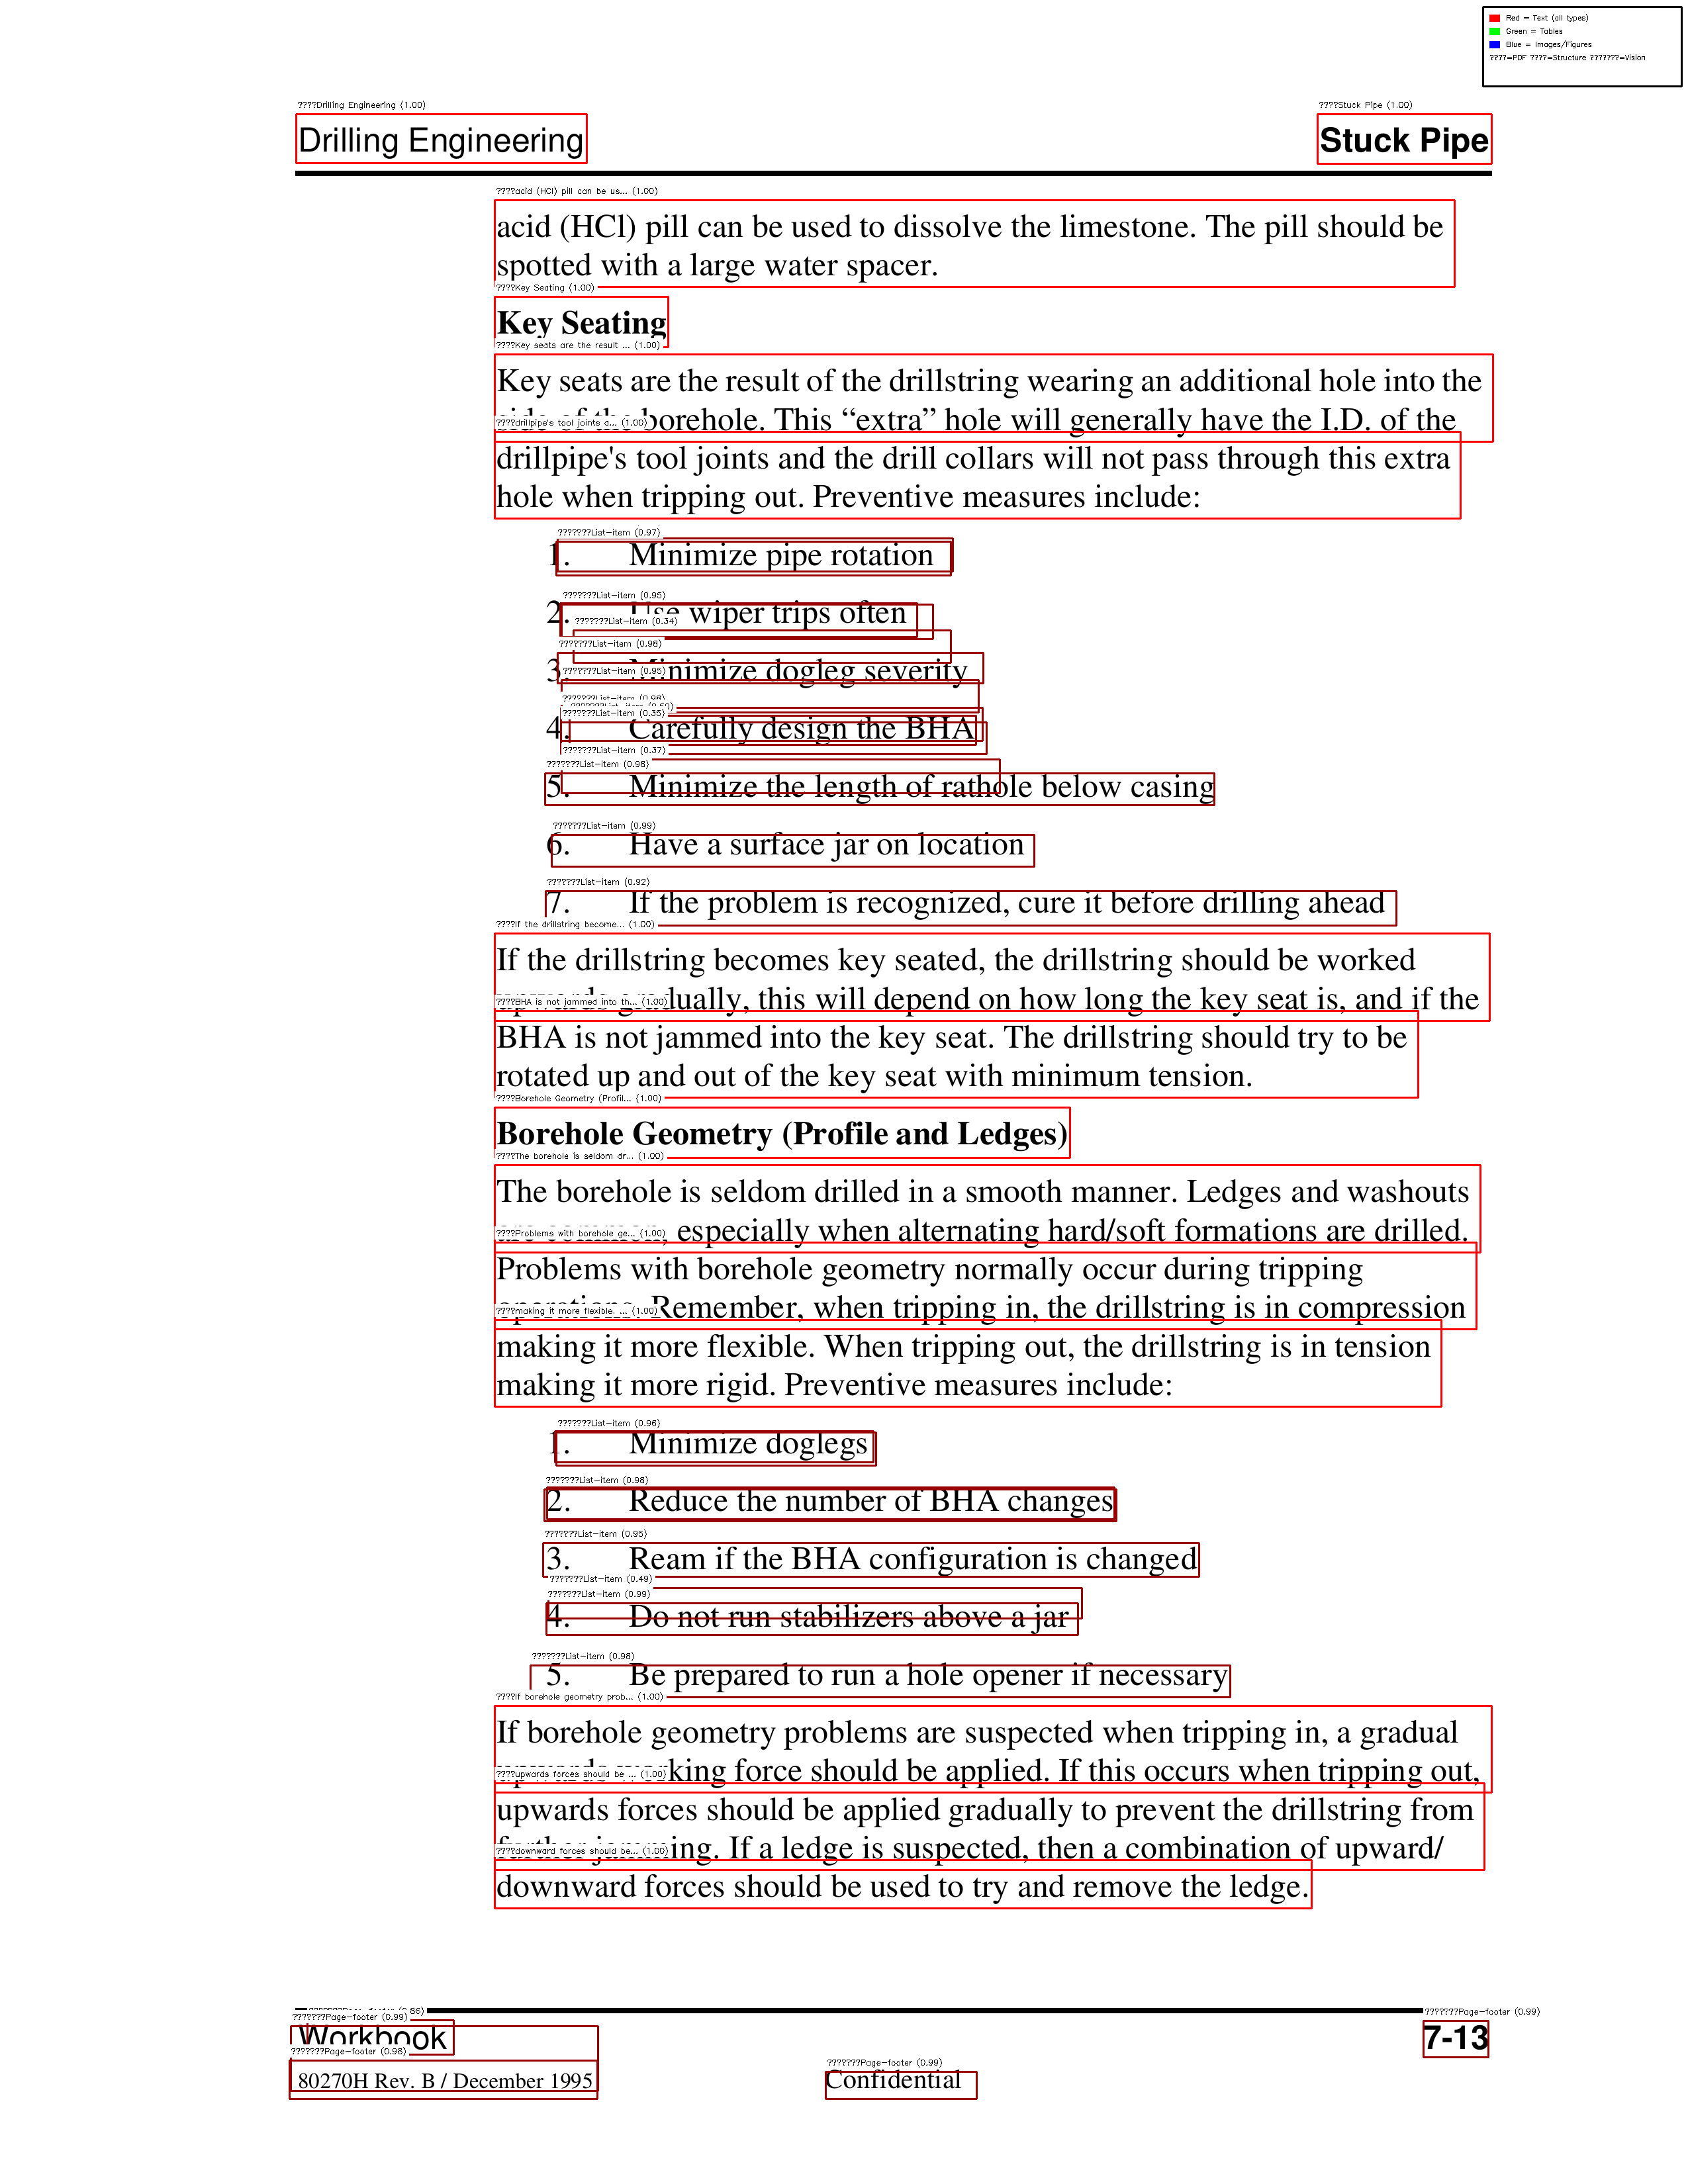 Red = Text (all types)
Green = Tables
Blue = Images/Figures
????=PDF ????=Structure ???????=Vision
????Drilling Engineering (1.00)
????Stuck Pipe (1.00)
Drilling Engineering
Stuck Pipe
????acid (HCl) pill can be us... (1.00)
acid (HCl) pill can be used to dissolve the limestone. The pill should be
spotted with a large water spacer.
????Key Seating (1.00)
Key Seating
????Key seats are the result ... (1.00)
Key seats are the result of the drillstring wearing an additional hole into the
side of the borehole. This “extra” hole will generally have the I.D. of the
????drillpipe's tool joints a... (1.00)
drillpipe's tool joints and the drill collars will not pass through this extra
hole when tripping out. Preventive measures include:
???????List-item (0.97)
1. Minimize pipe rotation
???????List-item (0.95)
2. Use wiper trips often
???????List-item (0.34)
???????List-item (0.98)
3. Minimize dogleg severity
???????List-item (0.95)
???????List-item (0.98)
???????List-item (0.35)
4. Carefully design the BHA
???????List-item (0.37)
???????List-item (0.98)
5. Minimize the length of rathole below casing
???????List-item (0.99)
6. Have a surface jar on location
???????List-item (0.92)
7. If the problem is recognized, cure it before drilling ahead
????If the drillstring become... (1.00)
If the drillstring becomes key seated, the drillstring should be worked
upwards gradually, this will depend on how long the key seat is, and if the
????BHA is not jammed into th... (1.00)
BHA is not jammed into the key seat. The drillstring should try to be
rotated up and out of the key seat with minimum tension.
????Borehole Geometry (Profil... (1.00)
Borehole Geometry (Profile and Ledges)
????The borehole is seldom dr... (1.00)
The borehole is seldom drilled in a smooth manner. Ledges and washouts
are common, especially when alternating hard/soft formations are drilled.
????Problems with borehole ge... (1.00)
Problems with borehole geometry normally occur during tripping
operations. Remember, when tripping in, the drillstring is in compression
????making it more flexible. ... (1.00)
making it more flexible. When tripping out, the drillstring is in tension
making it more rigid. Preventive measures include:
???????List-item (0.96)
1. Minimize doglegs
???????List-item (0.98)
2. Reduce the number of BHA changes
???????List-item (0.95)
3. Ream if the BHA configuration is changed
???????List-item (0.49)
???????List-item (0.99)
4. Do not run stabilizers above a jar
???????List-item (0.98)
5. Be prepared to run a hole opener if necessary
????If borehole geometry prob... (1.00)
If borehole geometry problems are suspected when tripping in, a gradual
upwards working force should be applied. If this occurs when tripping out,
????upwards forces should be ... (1.00)
upwards forces should be applied gradually to prevent the drillstring from
further jamming. If a ledge is suspected, then a combination of upward/
????downward forces should be... (1.00)
downward forces should be used to try and remove the ledge.
???????Page-footer (0.99)
???????Page-footer (0.99)
Workbook
7-13
???????Page-footer (0.98)
???????Page-footer (0.99)
80270H Rev. B / December 1995
Confidential